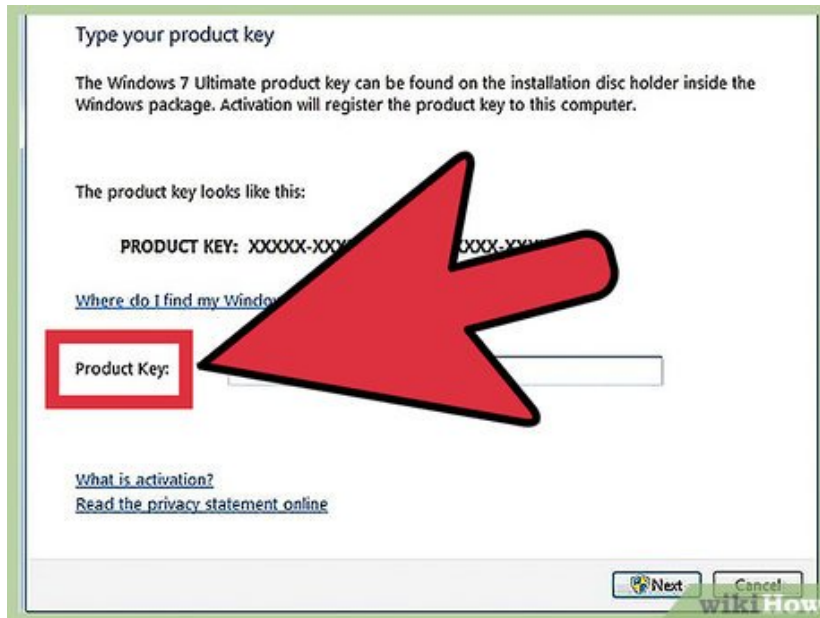 Type your product key
The Windows 7 Ultimate product key can be found on the installation disc holder inside the
Windows package. Activation will register the product key to this computer.
The product key looks like this:
PRODUCT KEY: XXXXX-XXX XXXX-XX
Where do I find my Window
Product Key:
What is activation?
Read the privacy statement online
Next Cancel
wikiHow